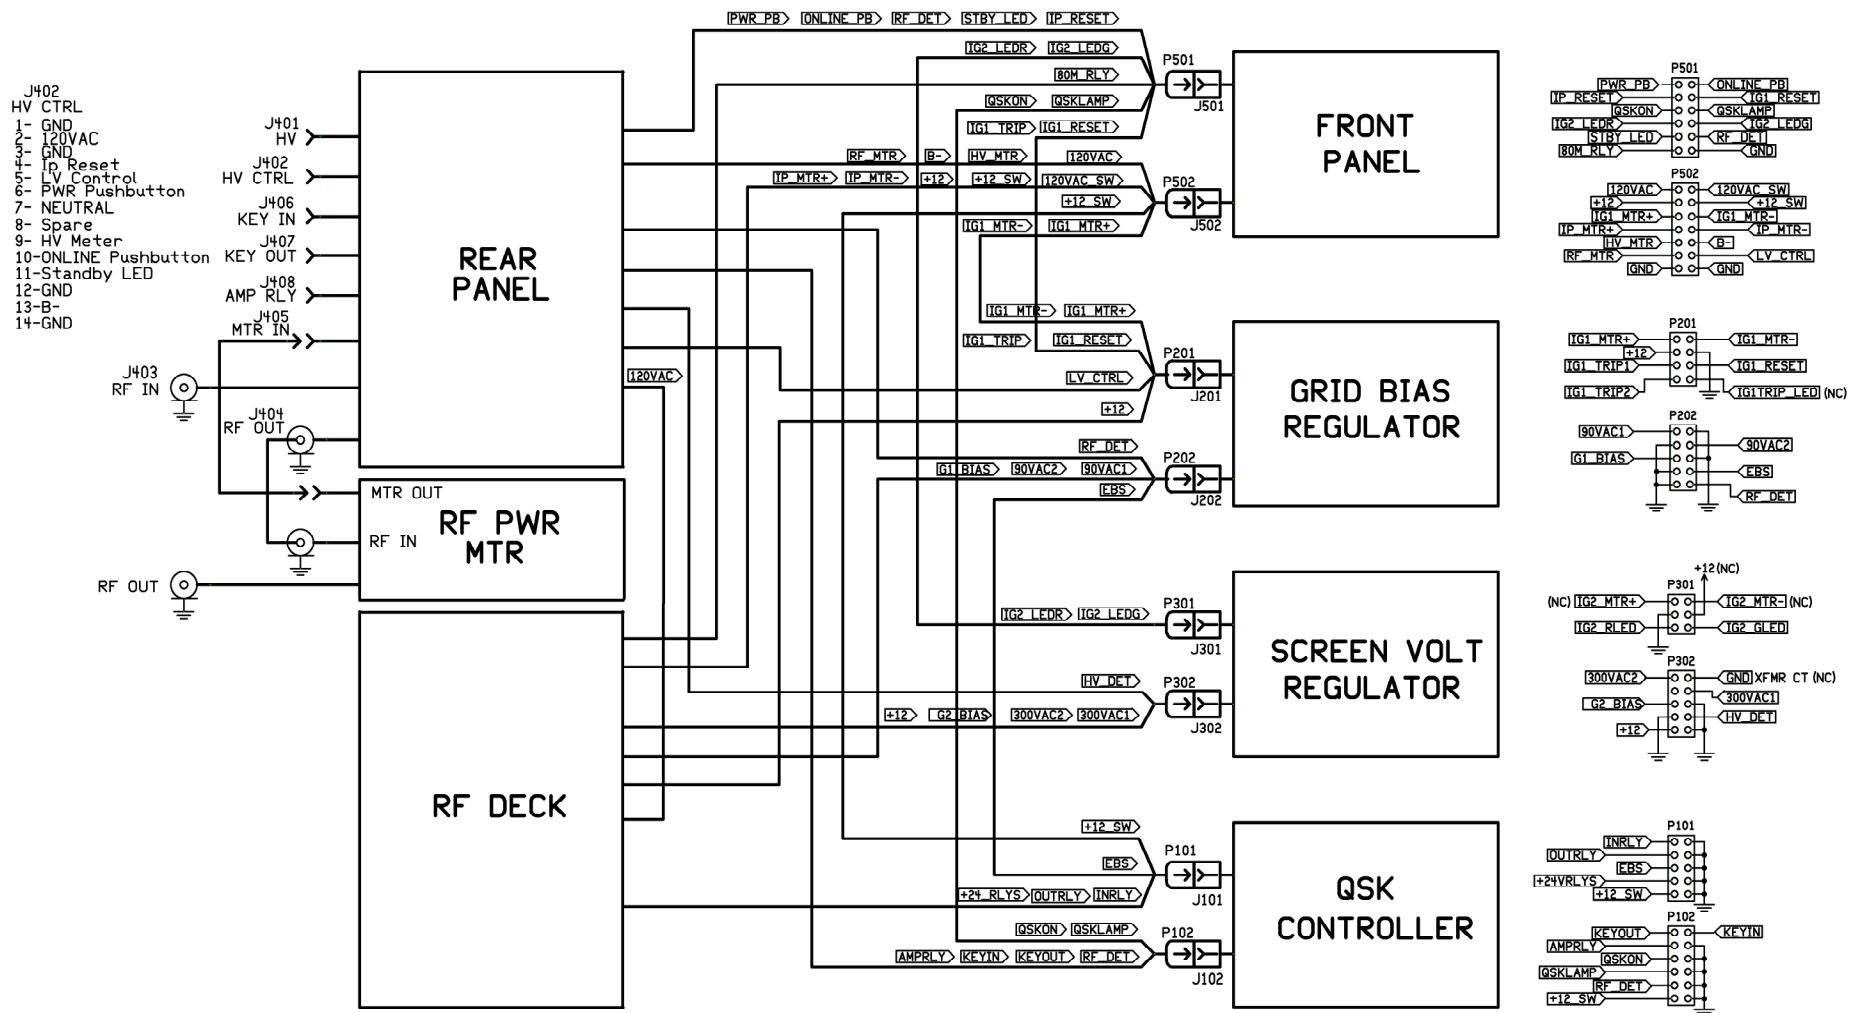 J402
HV CTRL
1- GND
2- 120VAC
3- GND
4- Ip Reset
5- LV Control
6- PWR Pushbutton
7- NEUTRAL
8- Spare
9- HV Meter
10-ONLINE Pushbutton
11-Standby LED
12-GND
13-B-
14-GND
J401
HV
J402
HV CTRL
J406
KEY IN
J407
KEY OUT
J408
AMP RLY
J405
MTR IN
J403
RF IN
J404
RF OUT
RF OUT
REAR
PANEL
MTR OUT
RF PWR
MTR
RF IN
RF DECK
120VAC
PWR_PB ONLINE_PB RF_DET STBY_LED IP_RESET
IG2_LEDR IG2_LEDG
80M_RLY
QSKON QSKLAMP
IG1_TRIP IG1_RESET
P501
J501
RF_MTR B- HV_MTR 120VAC
IP_MTR+ IP_MTR- +12 +12_SW 120VAC_SW
+12_SW
IG1_MTR- IG1_MTR+
P502
J502
FRONT
PANEL
IG1_MTR- IG1_MTR+
IG1_TRIP IG1_RESET
LV_CTRL
+12
P201
J201
RF_DET
G1_BIAS 90VAC2 90VAC1
EBS
P202
J202
GRID BIAS
REGULATOR
IG2_LEDR IG2_LEDG
P301
J301
HV_DET
+12 G2_BIAS 300VAC2 300VAC1
P302
J302
SCREEN VOLT
REGULATOR
+12_SW
EBS
+24_RLYS OUTRLY INRLY
P101
J101
QSKON QSKLAMP
AMPRLY KEYIN KEYOUT RF_DET
P102
J102
QSK
CONTROLLER
P501
PWR_PB ONLINE_PB
IP_RESET IG1_RESET
QSKON QSKLAMP
IG2_LEDR IG2_LEDG
STBY_LED RF_DET
80M_RLY GND
P502
120VAC 120VAC_SW
+12 +12_SW
IG1_MTR+ IG1_MTR-
IP_MTR+ IP_MTR-
HV_MTR B-
RF_MTR LV_CTRL
GND GND
P201
IG1_MTR+ IG1_MTR-
+12
IG1_TRIP1 IG1_RESET
IG1_TRIP2 IG1TRIP_LED (NC)
P202
90VAC1
90VAC2
G1_BIAS
EBS
RF_DET
+12(NC)
P301
(NC) IG2_MTR+ IG2_MTR- (NC)
IG2_RLED IG2_GLED
P302
300VAC2 GND XFMR CT (NC)
300VAC1
G2_BIAS
HV_DET
+12
P101
INRLY
OUTRLY
EBS
+24VRLYS
+12_SW
P102
KEYOUT KEYIN
AMPRLY
QSKON
QSKLAMP
RF_DET
+12_SW